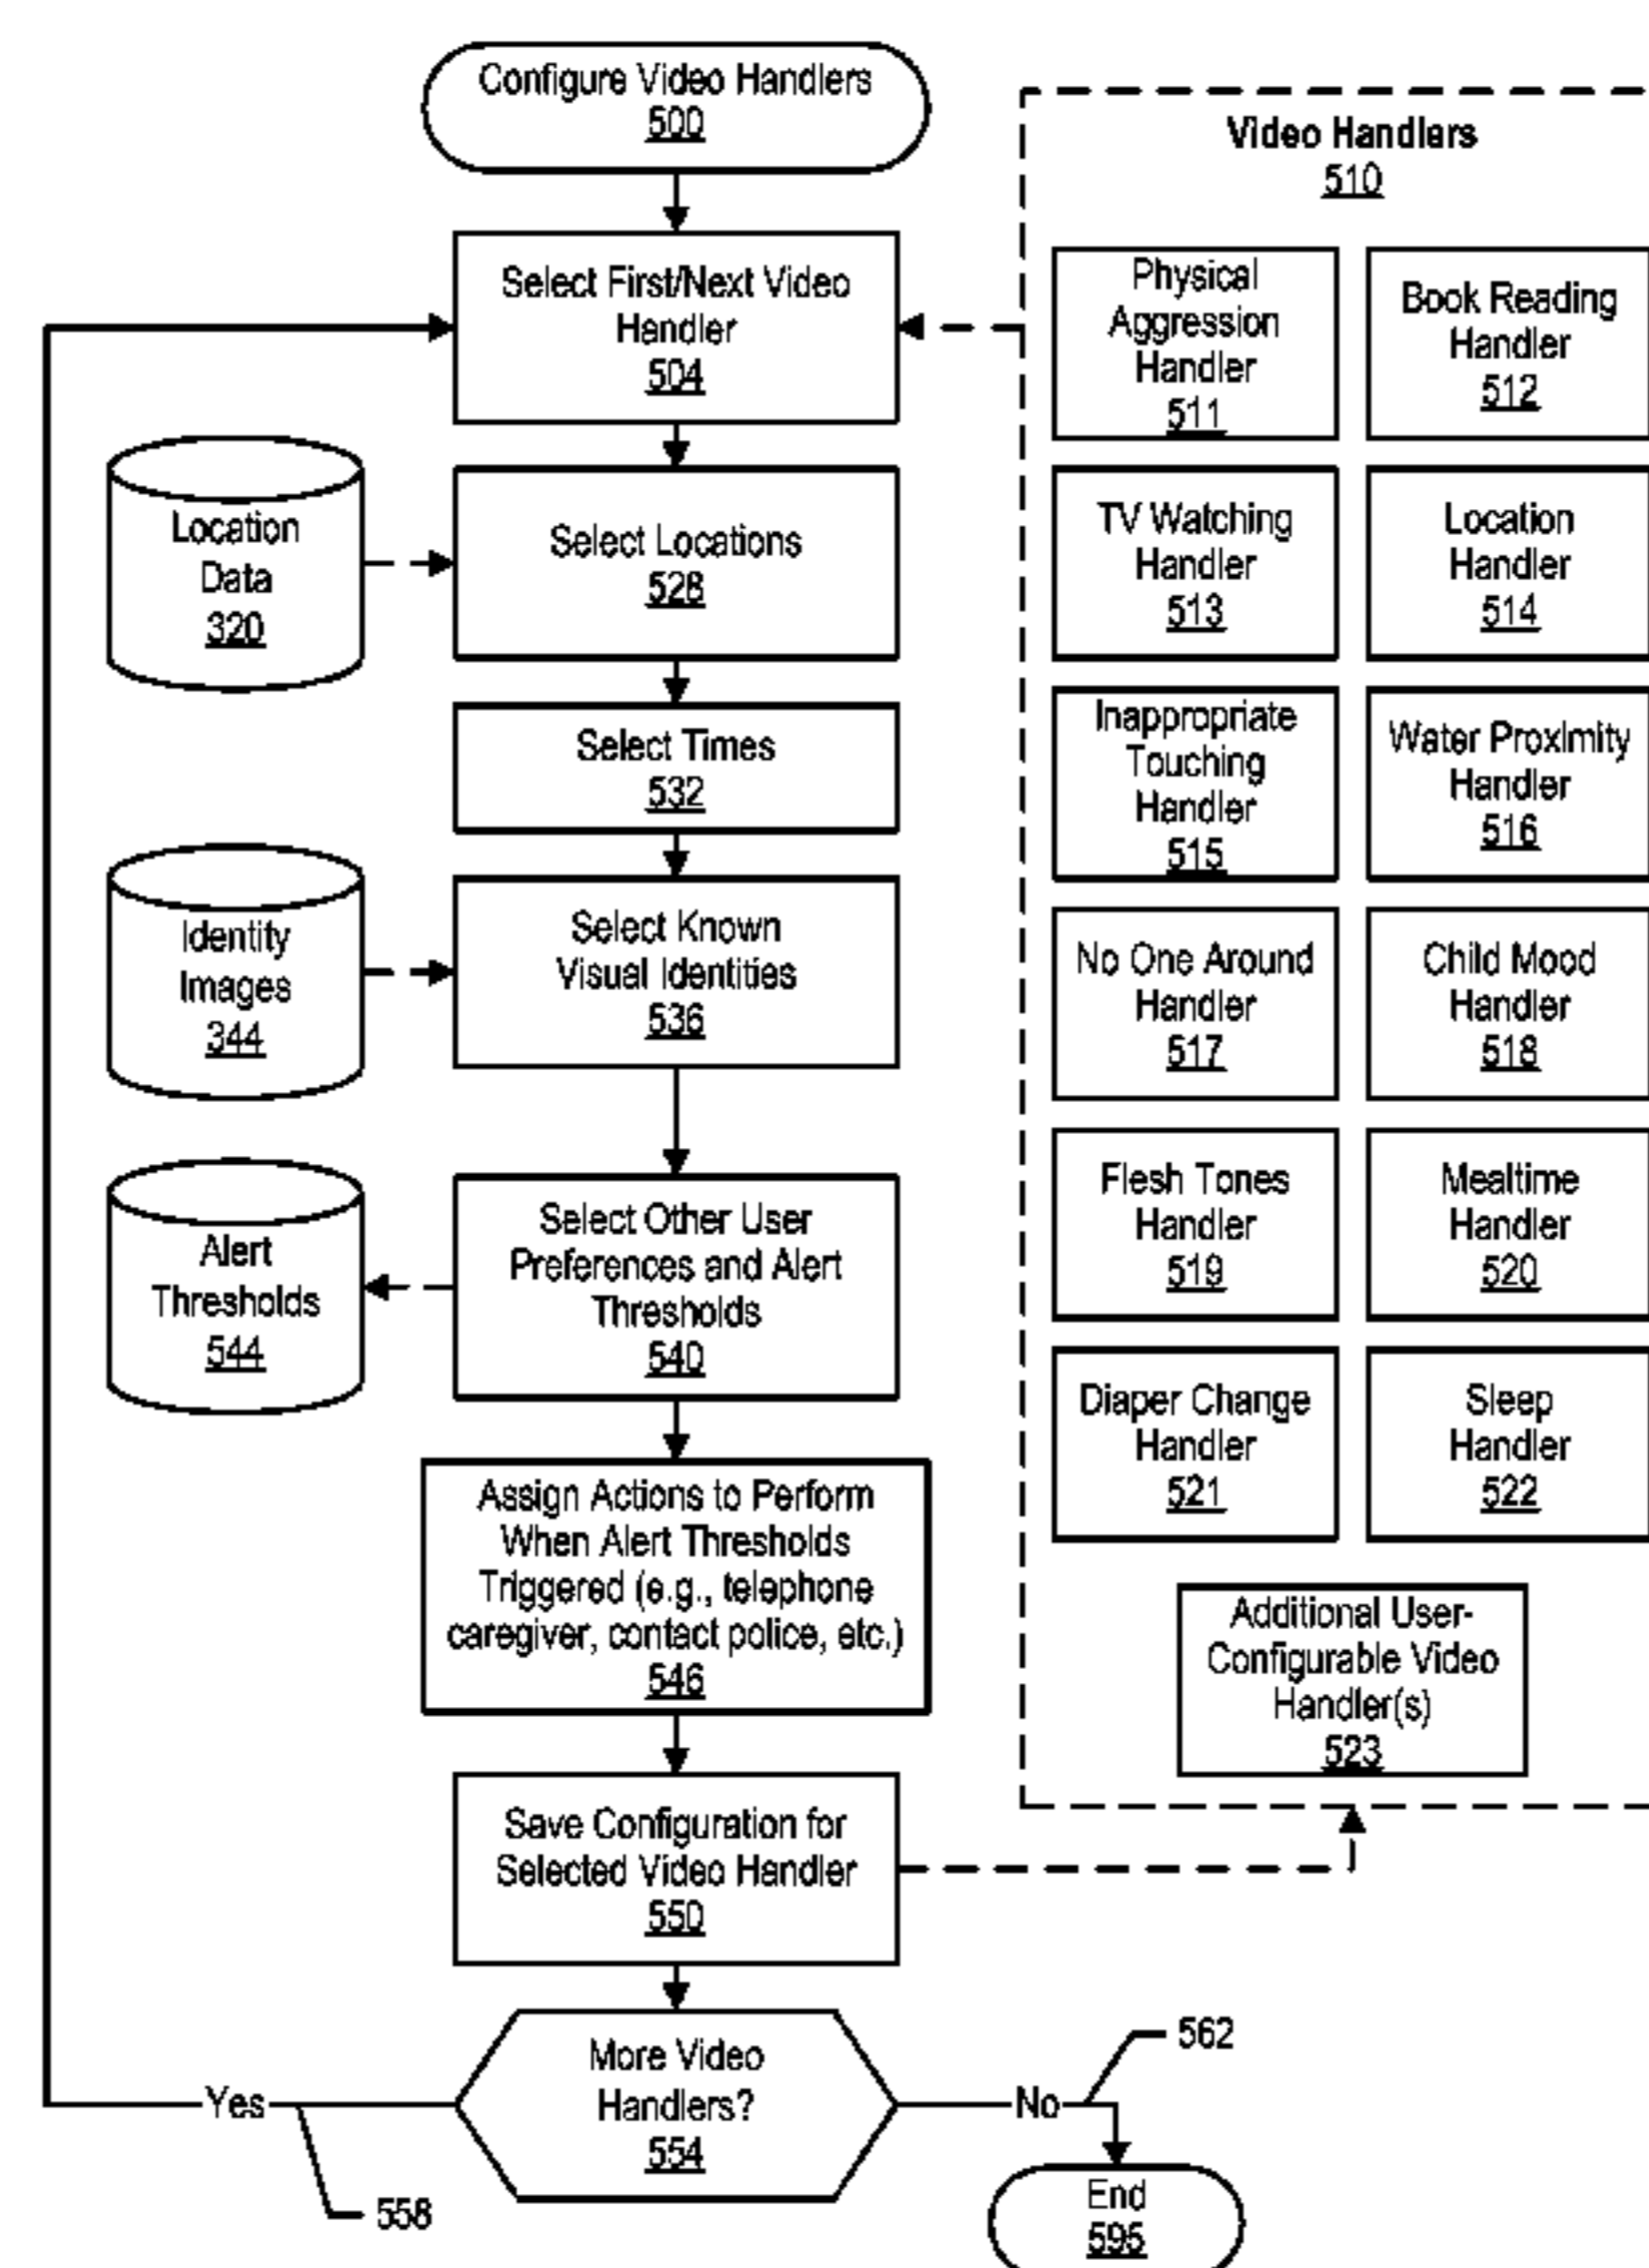 Configure Video Handlers
500
Select First/Next Video
Handler
504
Location
Data
320
Select Locations
528
Select Times
532
Identity
Images
344
Select Known
Visual Identities
536
Alert
Thresholds
544
Select Other User
Preferences and Alert
Thresholds
540
Assign Actions to Perform
When Alert Thresholds
Triggered (e.g., telephone
caregiver, contact police, etc.)
546
Save Configuration for
Selected Video Handler
550
More Video
Handlers?
554
Yes
558
No
562
End
595
Video Handlers
510
Physical
Aggression
Handler
511
Book Reading
Handler
512
TV Watching
Handler
513
Location
Handler
514
Inappropriate
Touching
Handler
515
Water Proximity
Handler
516
No One Around
Handler
517
Child Mood
Handler
518
Flesh Tones
Handler
519
Mealtime
Handler
520
Diaper Change
Handler
521
Sleep
Handler
522
Additional User-
Configurable Video
Handler(s)
523